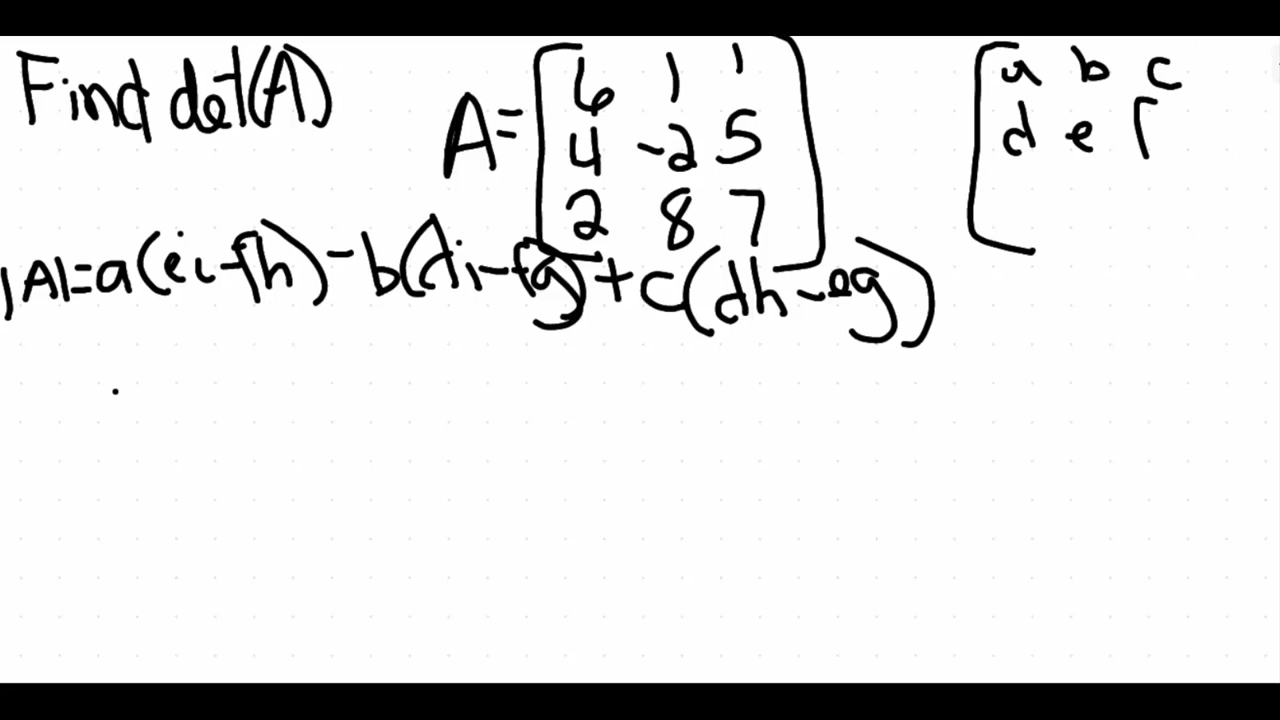 Find det(A)
A = [6 1 1
4 -2 5
2 8 7]
[a b c
d e f
|A| = a(ei - fh) - b(di - fg) + c(dh - eg)